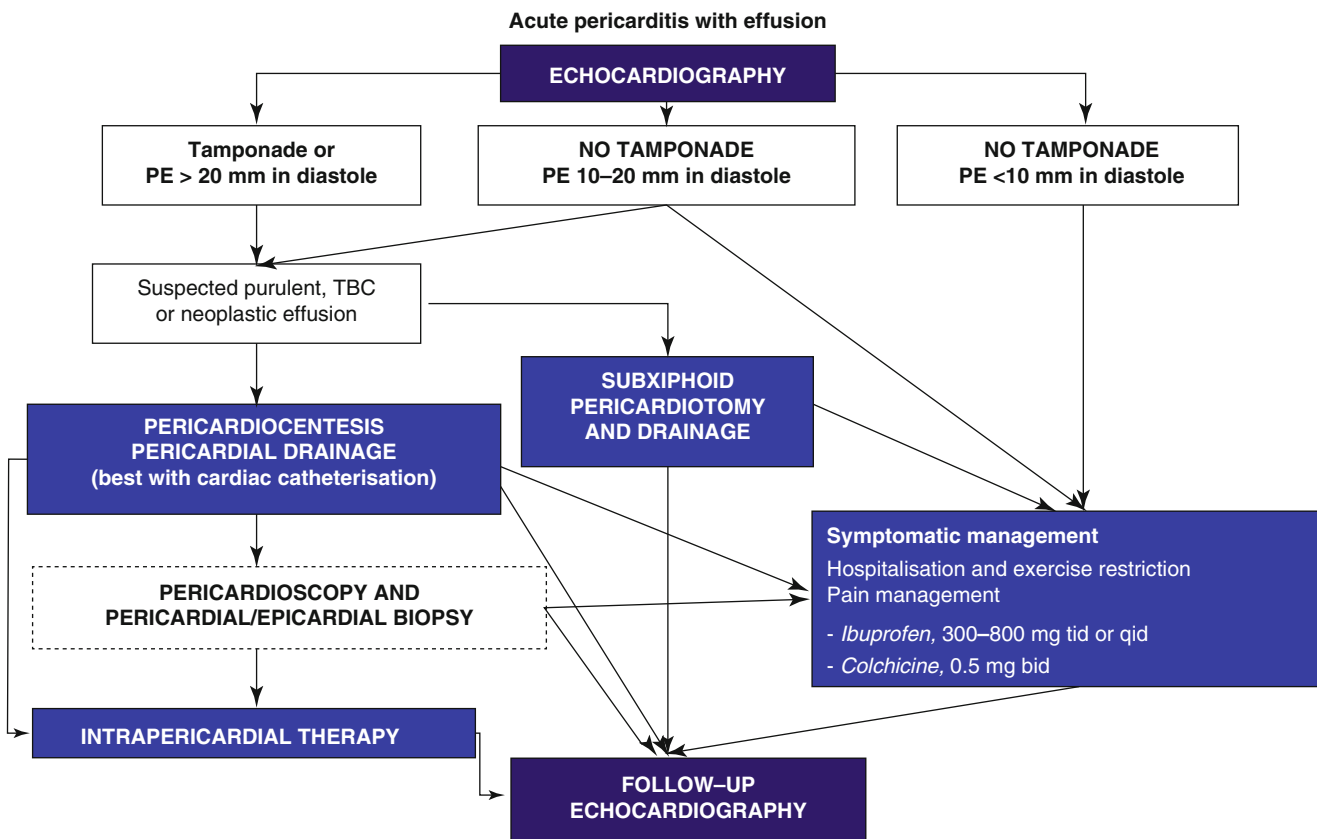 Acute pericarditis with effusion
ECHOCARDIOGRAPHY
Tamponade or
PE > 20 mm in diastole
NO TAMPONADE
PE 10–20 mm in diastole
NO TAMPONADE
PE <10 mm in diastole
Suspected purulent, TBC
or neoplastic effusion
SUBXIPHOID
PERICARDIOTOMY
AND DRAINAGE
PERICARDIOCENTESIS
PERICARDIAL DRAINAGE
(best with cardiac catheterisation)
Symptomatic management
Hospitalisation and exercise restriction
Pain management
- Ibuprofen, 300–800 mg tid or qid
- Colchicine, 0.5 mg bid
PERICARDIOSCOPY AND
PERICARDIAL/EPICARDIAL BIOPSY
INTRAPERICARDIAL THERAPY
FOLLOW–UP
ECHOCARDIOGRAPHY